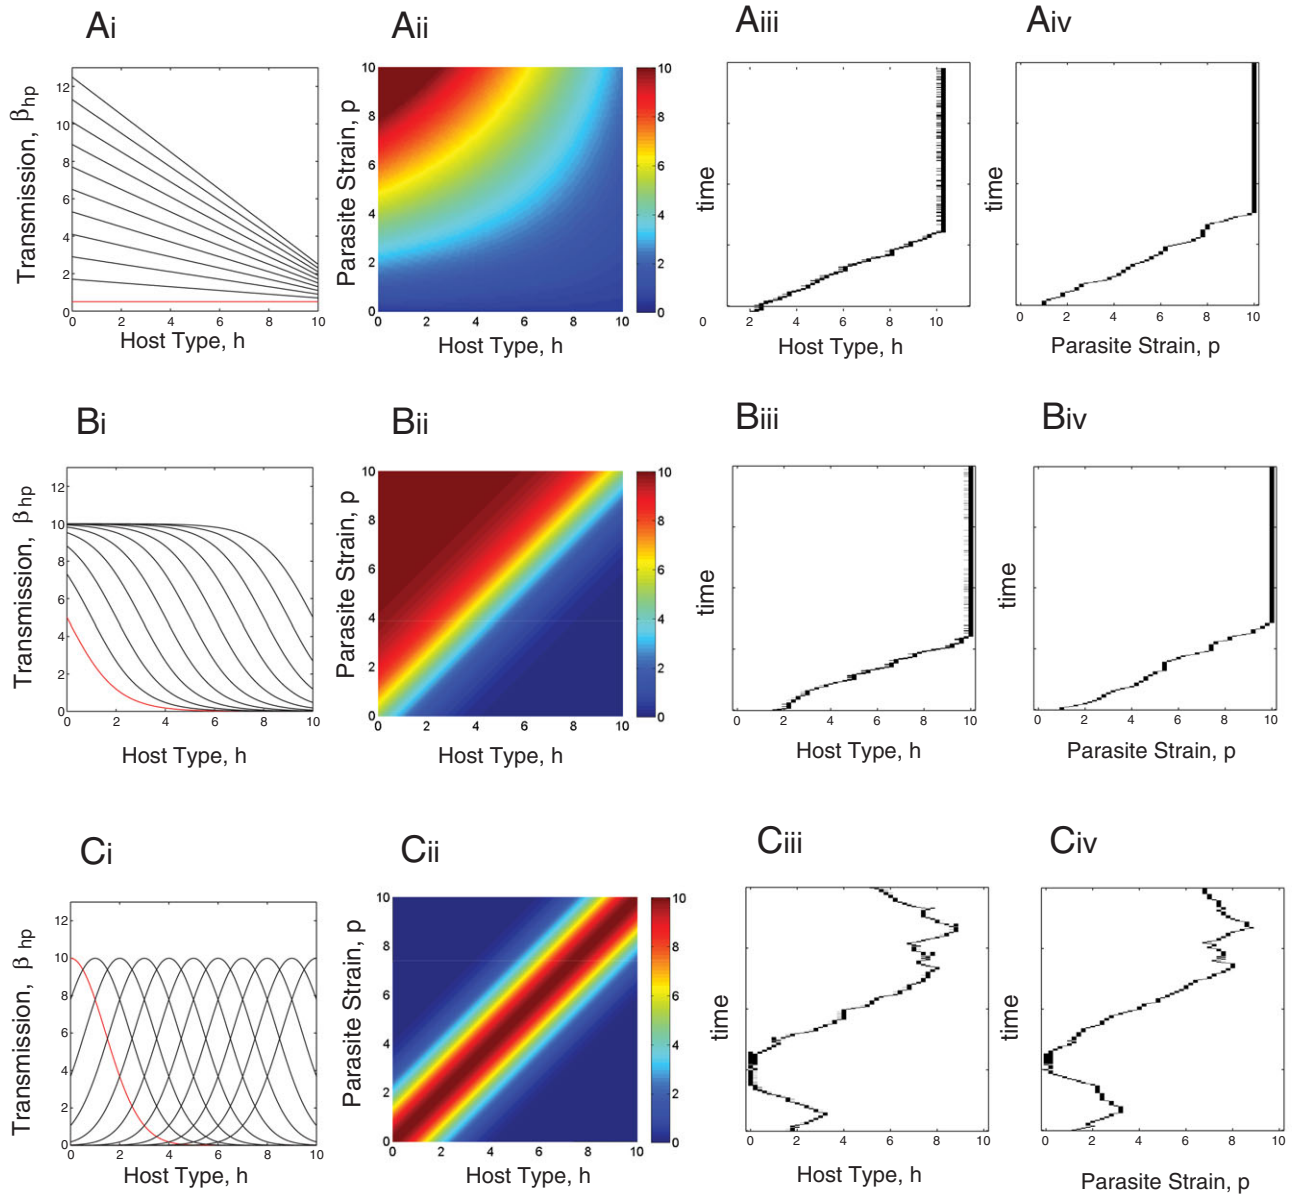 Ai
Aii
Aiii
Aiv
Transmission, βhp
12
10
8
6
4
2
0
0 2 4 6 8 10
Host Type, h
Parasite Strain, p
10
8
6
4
2
0
2 4 6 8 10
Host Type, h
10
8
6
4
2
0
time
0 2 4 6 8 10
Host Type, h
time
0 2 4 6 8 10
Parasite Strain, p
Bi
Bii
Biii
Biv
Transmission, βhp
12
10
8
6
4
2
0
0 2 4 6 8 10
Host Type, h
Parasite Strain, p
10
8
6
4
2
0
2 4 6 8 10
Host Type, h
10
8
6
4
2
0
time
0 2 4 6 8 10
Host Type, h
time
0 2 4 6 8 10
Parasite Strain, p
Ci
Cii
Ciii
Civ
Transmission, βhp
12
10
8
6
4
2
0
0 2 4 6 8 10
Host Type, h
Parasite Strain, p
10
8
6
4
2
0
2 4 6 8 10
Host Type, h
10
8
6
4
2
0
time
0 2 4 6 8 10
Host Type, h
time
0 2 4 6 8 10
Parasite Strain, p